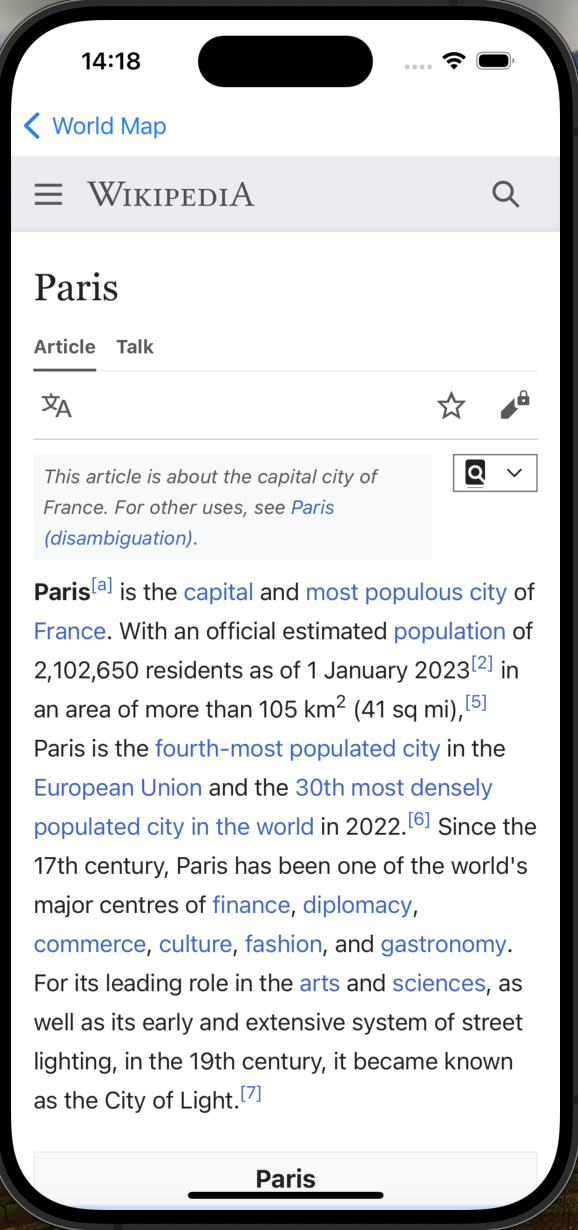 14:18
World Map
WIKIPEDIA
Paris
Article Talk
文A
This article is about the capital city of
France. For other uses, see Paris
(disambiguation).
Paris[a] is the capital and most populous city of
France. With an official estimated population of
2,102,650 residents as of 1 January 2023[2] in
an area of more than 105 km2 (41 sq mi),[5]
Paris is the fourth-most populated city in the
European Union and the 30th most densely
populated city in the world in 2022.[6] Since the
17th century, Paris has been one of the world's
major centres of finance, diplomacy,
commerce, culture, fashion, and gastronomy.
For its leading role in the arts and sciences, as
well as its early and extensive system of street
lighting, in the 19th century, it became known
as the City of Light.[7]
Paris